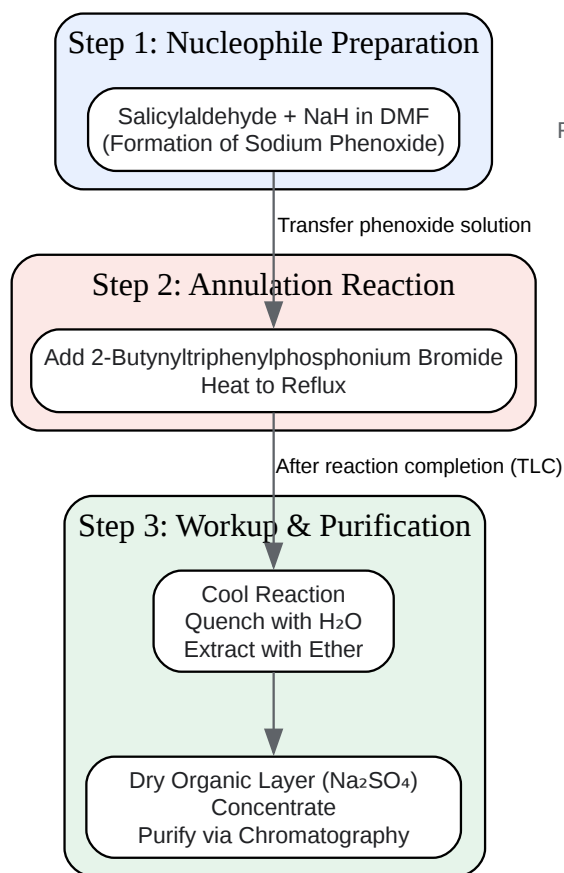 Step 1: Nucleophile Preparation
Salicylaldehyde + NaH in DMF
(Formation of Sodium Phenoxide)
Transfer phenoxide solution
Step 2: Annulation Reaction
Add 2-Butynyltriphenylphosphonium Bromide
Heat to Reflux
After reaction completion (TLC)
Step 3: Workup & Purification
Cool Reaction
Quench with H₂O
Extract with Ether
Dry Organic Layer (Na₂SO₄)
Concentrate
Purify via Chromatography